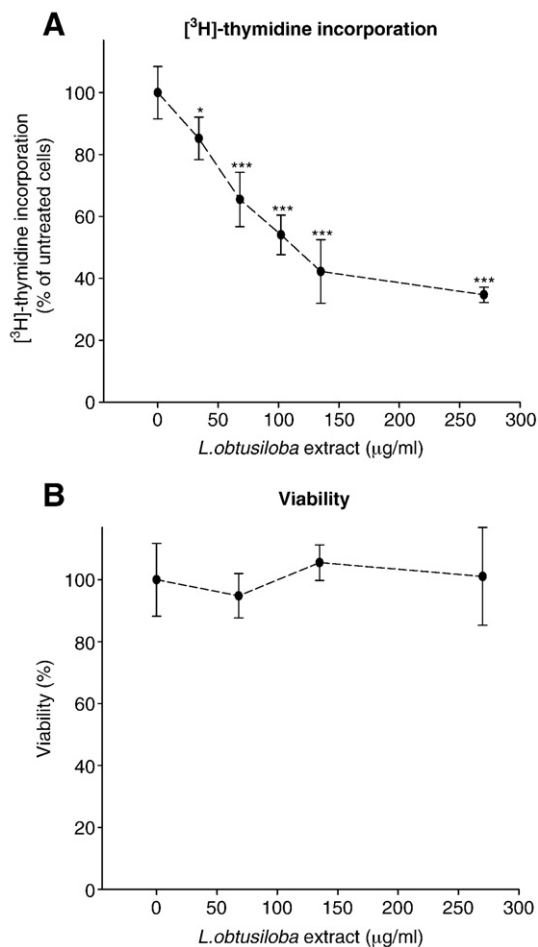 A
[³H]-thymidine incorporation
[³H]-thymidine incorporation
(% of untreated cells)
100
80
60
40
20
0
*
***
***
***
***
0 50 100 150 200 250 300
L.obtusiloba extract (μg/ml)
B
Viability
Viability (%)
100
80
60
40
20
0
0 50 100 150 200 250 300
L.obtusiloba extract (μg/ml)